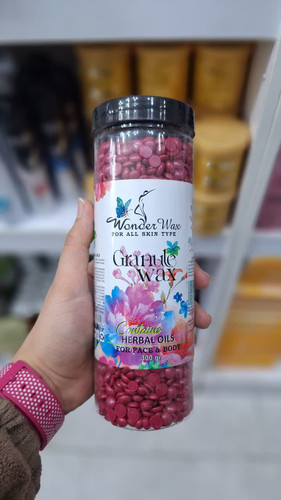 Wonder Wax
FOR ALL SKIN TYPE
Granule
wax
Contains
HERBAL OILS
FOR FACE & BODY